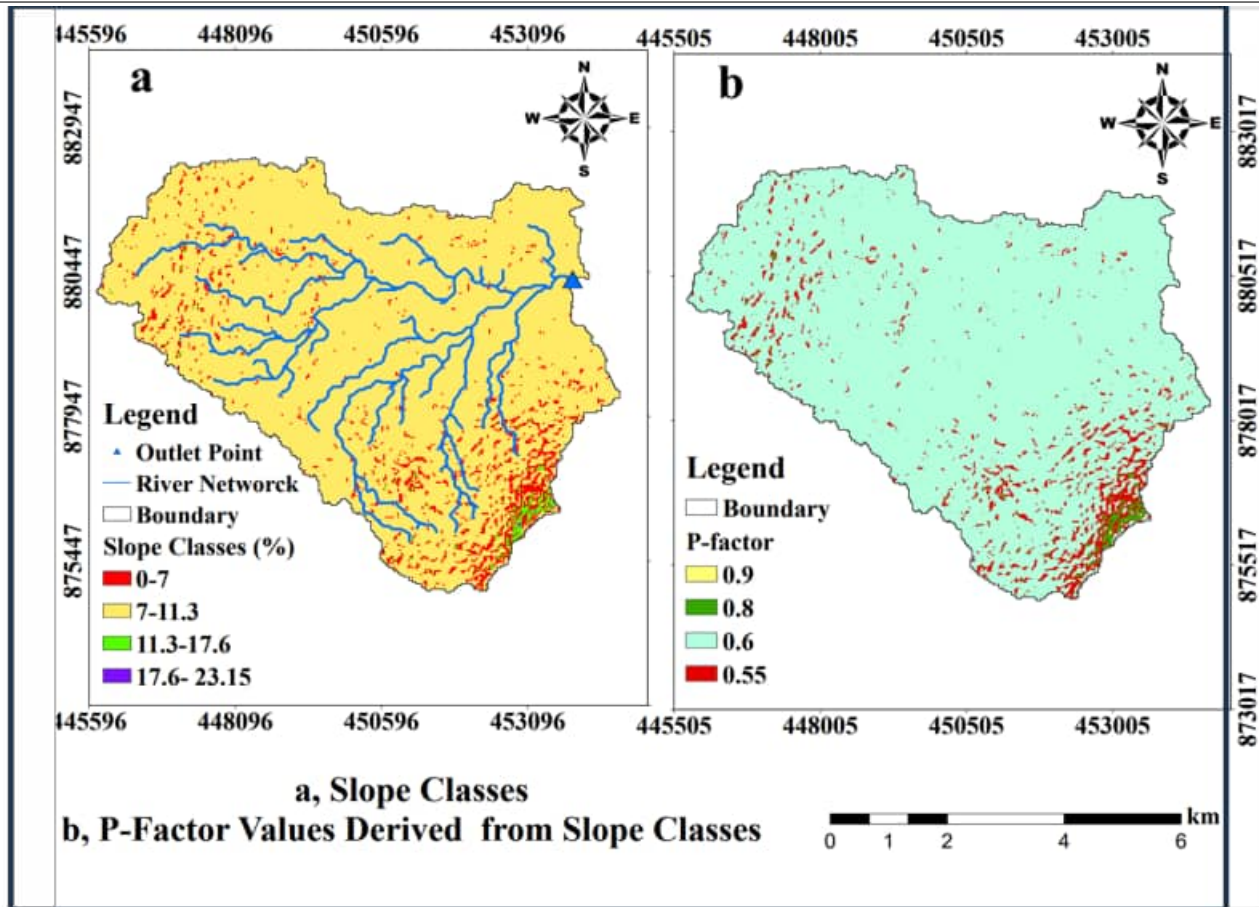 445596 448096 450596 453096
445505 448005 450505 453005
a
N
W E
S
b
N
W E
S
882947
880447
877947
875447
883017
880517
878017
875517
873017
Legend
Outlet Point
River Networck
Boundary
Slope Classes (%)
0-7
7-11.3
11.3-17.6
17.6- 23.15
Legend
Boundary
P-factor
0.9
0.8
0.6
0.55
445596 448096 450596 453096
445505 448005 450505 453005
a, Slope Classes
b, P-Factor Values Derived from Slope Classes
km
0 1 2 4 6